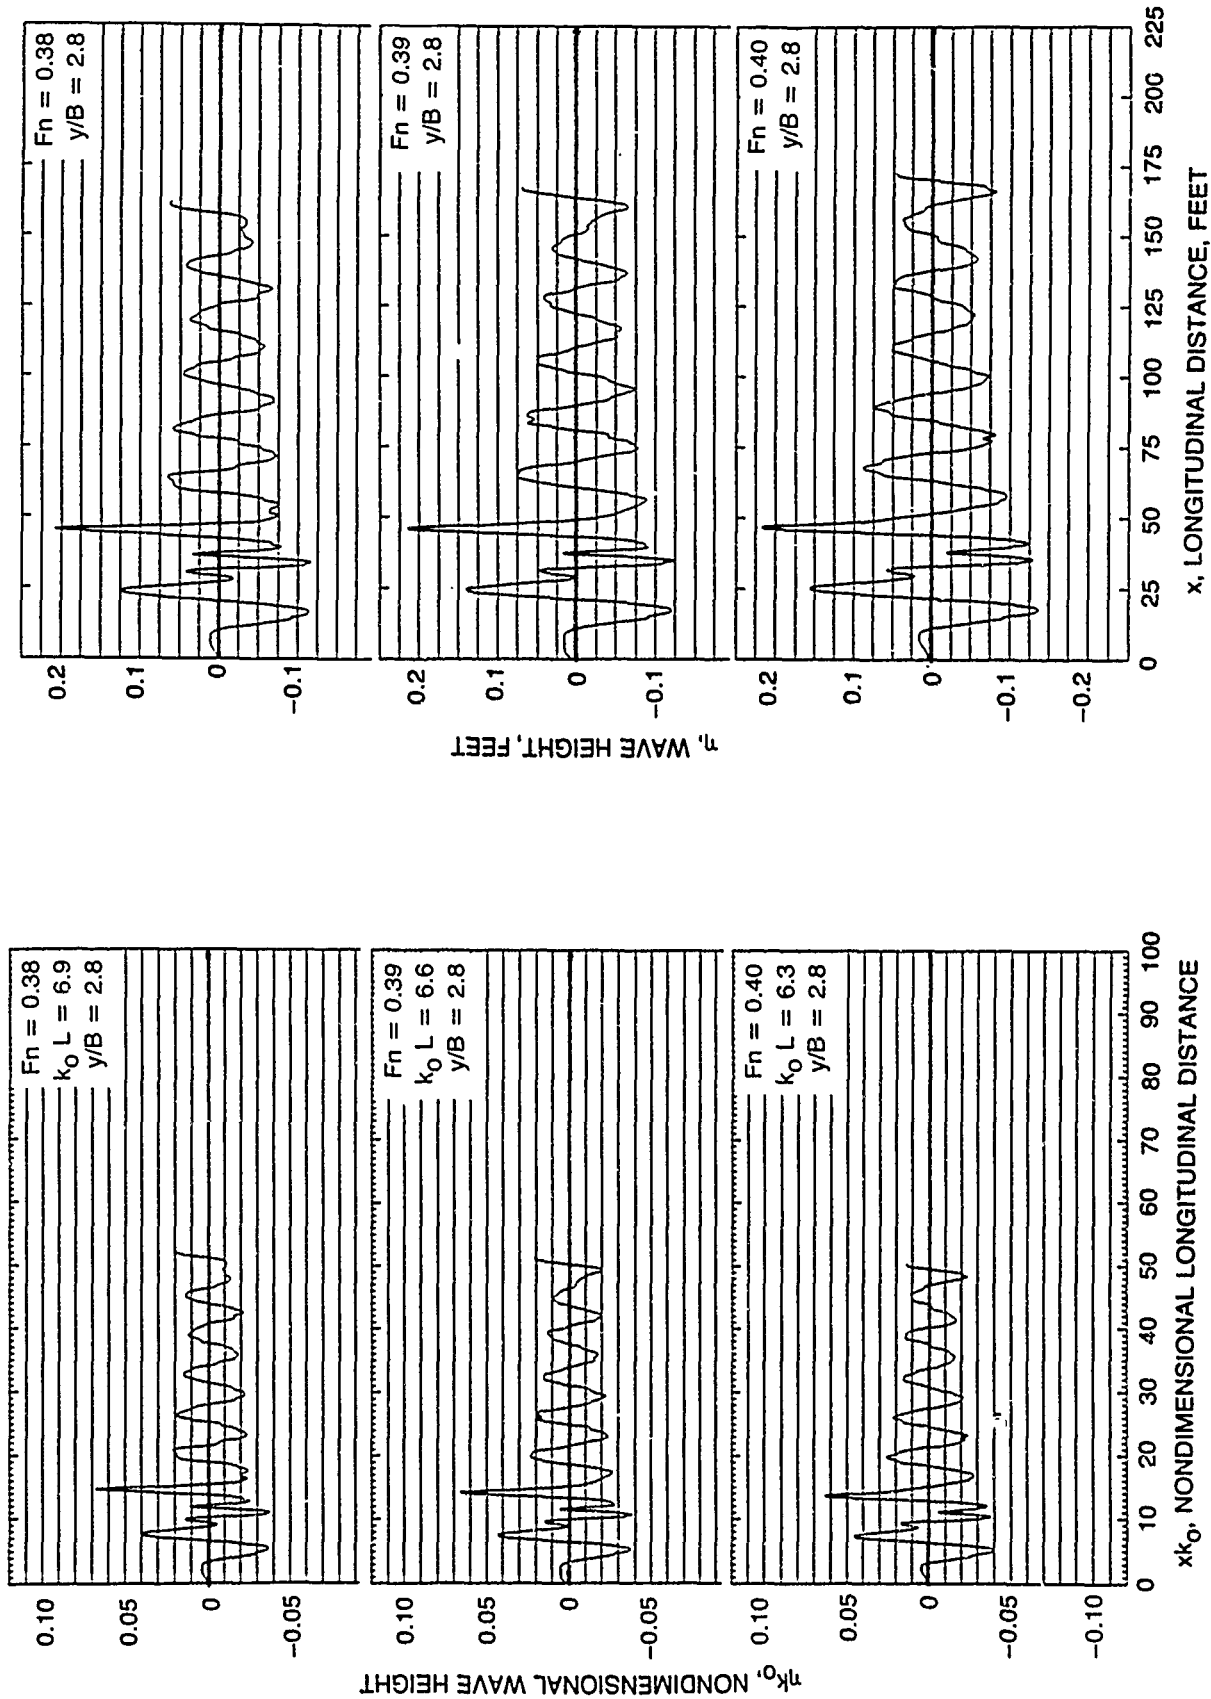 ηk₀, NONDIMENSIONAL WAVE HEIGHT
0.10
0.05
0
−0.05
Fn = 0.38
k₀ L = 6.9
y/B = 2.8
0.10
0.05
0
−0.05
Fn = 0.39
k₀ L = 6.6
y/B = 2.8
0.10
0.05
0
−0.05
−0.10
Fn = 0.40
k₀ L = 6.3
y/B = 2.8
0 10 20 30 40 50 60 70 80 90 100
xk₀, NONDIMENSIONAL LONGITUDINAL DISTANCE
η, WAVE HEIGHT, FEET
0.2
0.1
0
−0.1
Fn = 0.38
y/B = 2.8
0.2
0.1
0
−0.1
Fn = 0.39
y/B = 2.8
0.2
0.1
0
−0.1
−0.2
Fn = 0.40
y/B = 2.8
0 25 50 75 100 125 150 175 200 225
x, LONGITUDINAL DISTANCE, FEET